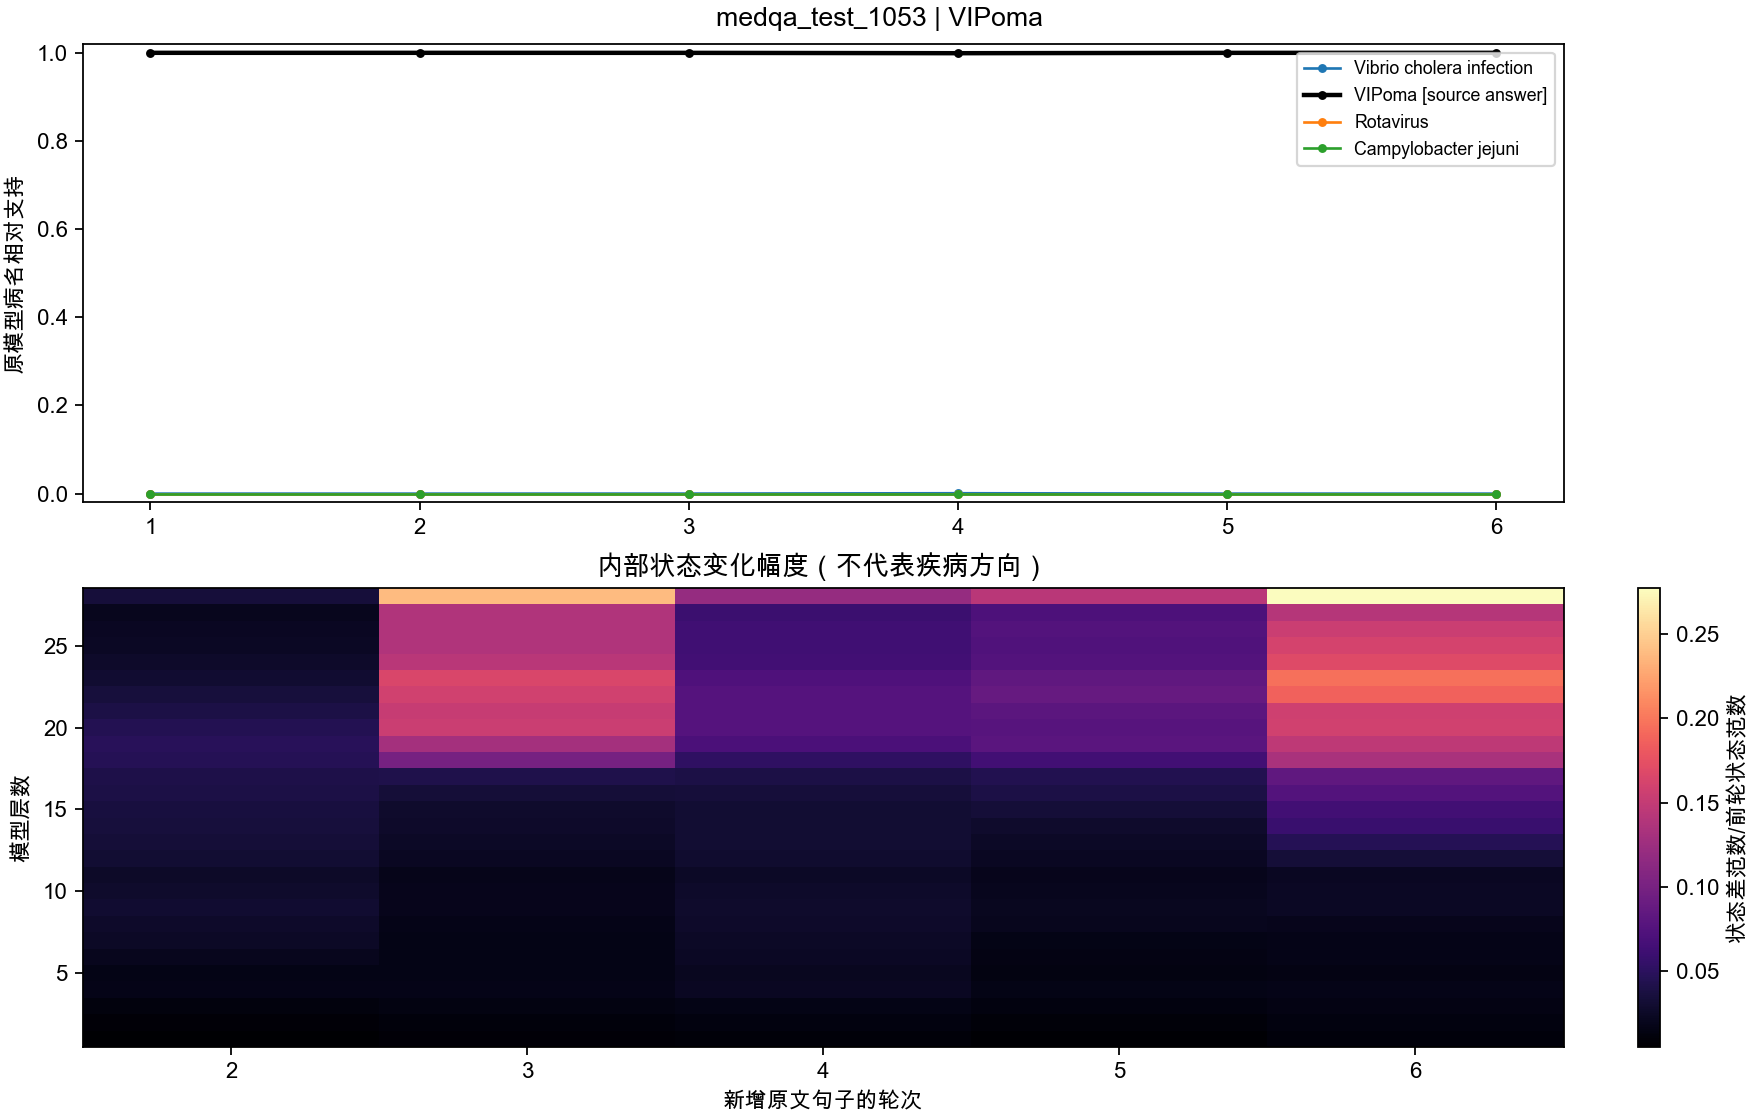 medqa_test_1053 | VIPoma
原模型病名相对支持
1.0
0.8
0.6
0.4
0.2
0.0
Vibrio cholera infection
VIPoma [source answer]
Rotavirus
Campylobacter jejuni
1 2 3 4 5 6
内部状态变化幅度（不代表疾病方向）
模型层数
25
20
15
10
5
2 3 4 5 6
新增原文句子的轮次
0.25
0.20
0.15
0.10
0.05
状态差范数/前轮状态范数